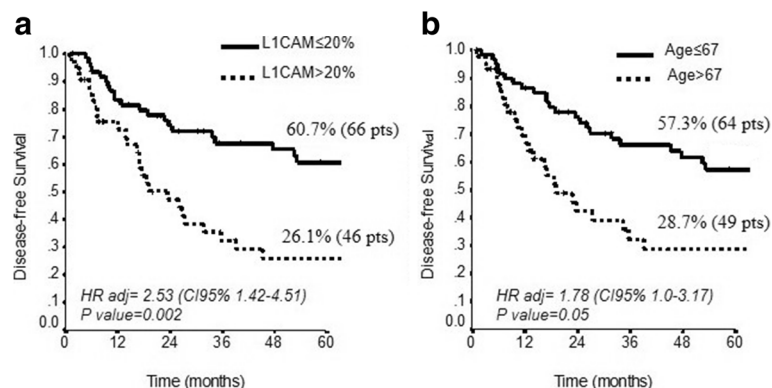 a
L1CAM≤20%
L1CAM>20%
Disease-free Survival
1.0
.9
.8
.7
.6
.5
.4
.3
.2
.1
0.0
60.7% (66 pts)
26.1% (46 pts)
HR adj= 2.53 (CI95% 1.42-4.51)
P value=0.002
0 12 24 36 48 60
Time (months)
b
Age≤67
Age>67
Disease-free Survival
1.0
.9
.8
.7
.6
.5
.4
.3
.2
.1
0.0
57.3% (64 pts)
28.7% (49 pts)
HR adj= 1.78 (CI95% 1.0-3.17)
P value=0.05
0 12 24 36 48 60
Time (months)